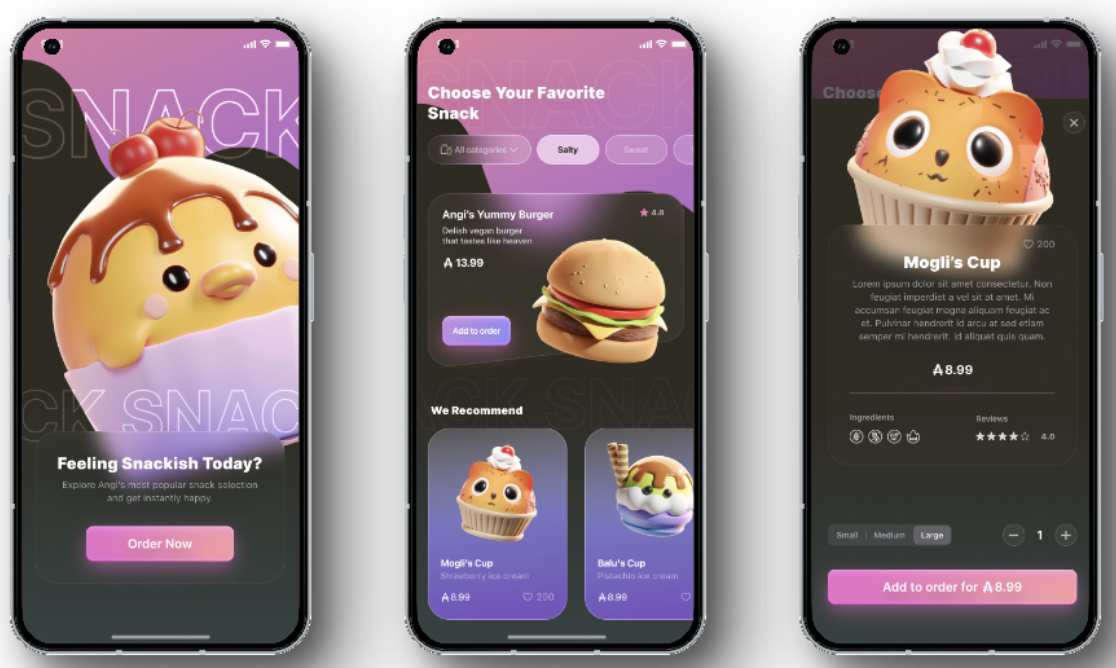 SNACK
CK SNAC
Feeling Snackish Today?
Explore Angi's most popular snack selection
and get instantly happy.
Order Now
SNACK
Choose Your Favorite
Snack
All categories
Salty
Sweet
Angi's Yummy Burger
4.8
Delish vegan burger
that tastes like heaven
13.99
Add to order
CK SNAC
We Recommend
Mogli's Cup
Strawberry ice cream
8.99
200
Balu's Cup
Pistachio ice cream
8.99
Choose
200
Mogli's Cup
Lorem ipsum dolor sit amet consectetur. Non
feugiat imperdiet a vel sit at amet. Mi
accumsan feugiat magna aliquam feugiat ac
et. Pulvinar hendrerit id arcu at sed etiam
semper mi hendrerit. Id aliquet quis quam.
8.99
Ingredients
Reviews
4.0
Small
Medium
Large
1
Add to order for 8.99